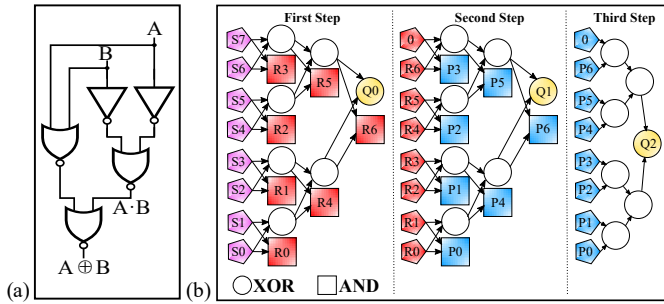 (a)
A
B
A·B
A ⊕ B
(b)
First Step
S7
S6
S5
S4
S3
S2
S1
S0
R3
R2
R1
R0
R5
R4
Q0
R6
Second Step
0
R6
R5
R4
R3
R2
R1
R0
P3
P2
P1
P0
P5
P4
Q1
P6
Third Step
0
P6
P5
P4
P3
P2
P1
P0
Q2
XOR
AND